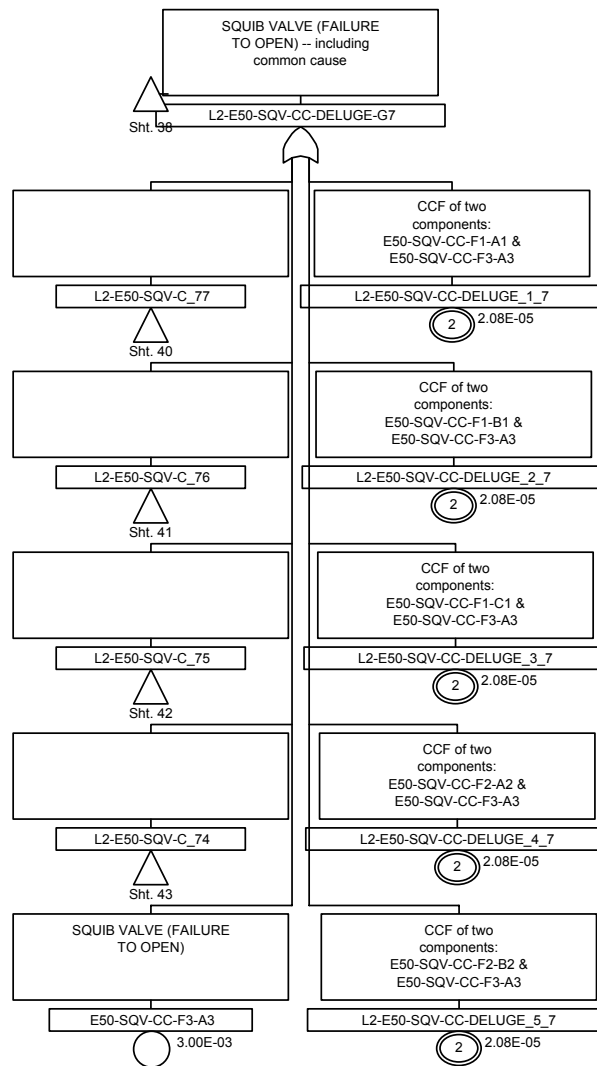 SQUIB VALVE (FAILURE
TO OPEN) -- including
common cause
L2-E50-SQV-CC-DELUGE-G7
Sht. 38
CCF of two
components:
E50-SQV-CC-F1-A1 &
E50-SQV-CC-F3-A3
L2-E50-SQV-C_77
L2-E50-SQV-CC-DELUGE_1_7
Sht. 40
2
2.08E-05
CCF of two
components:
E50-SQV-CC-F1-B1 &
E50-SQV-CC-F3-A3
L2-E50-SQV-C_76
L2-E50-SQV-CC-DELUGE_2_7
Sht. 41
2
2.08E-05
CCF of two
components:
E50-SQV-CC-F1-C1 &
E50-SQV-CC-F3-A3
L2-E50-SQV-C_75
L2-E50-SQV-CC-DELUGE_3_7
Sht. 42
2
2.08E-05
CCF of two
components:
E50-SQV-CC-F2-A2 &
E50-SQV-CC-F3-A3
L2-E50-SQV-C_74
L2-E50-SQV-CC-DELUGE_4_7
Sht. 43
2
2.08E-05
SQUIB VALVE (FAILURE
TO OPEN)
CCF of two
components:
E50-SQV-CC-F2-B2 &
E50-SQV-CC-F3-A3
E50-SQV-CC-F3-A3
L2-E50-SQV-CC-DELUGE_5_7
3.00E-03
2
2.08E-05